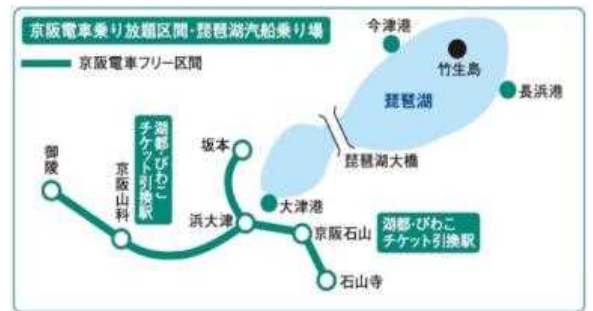 京阪電車乗り放題区間・琵琶湖汽船乗り場
京阪電車フリー区間
今津港
竹生島
琵琶湖
長浜港
琵琶湖大橋
湖都・びわこ
チケット引換駅
坂本
御陵
京阪山科
大津港
浜大津
京阪石山
湖都・びわこ
チケット引換駅
石山寺